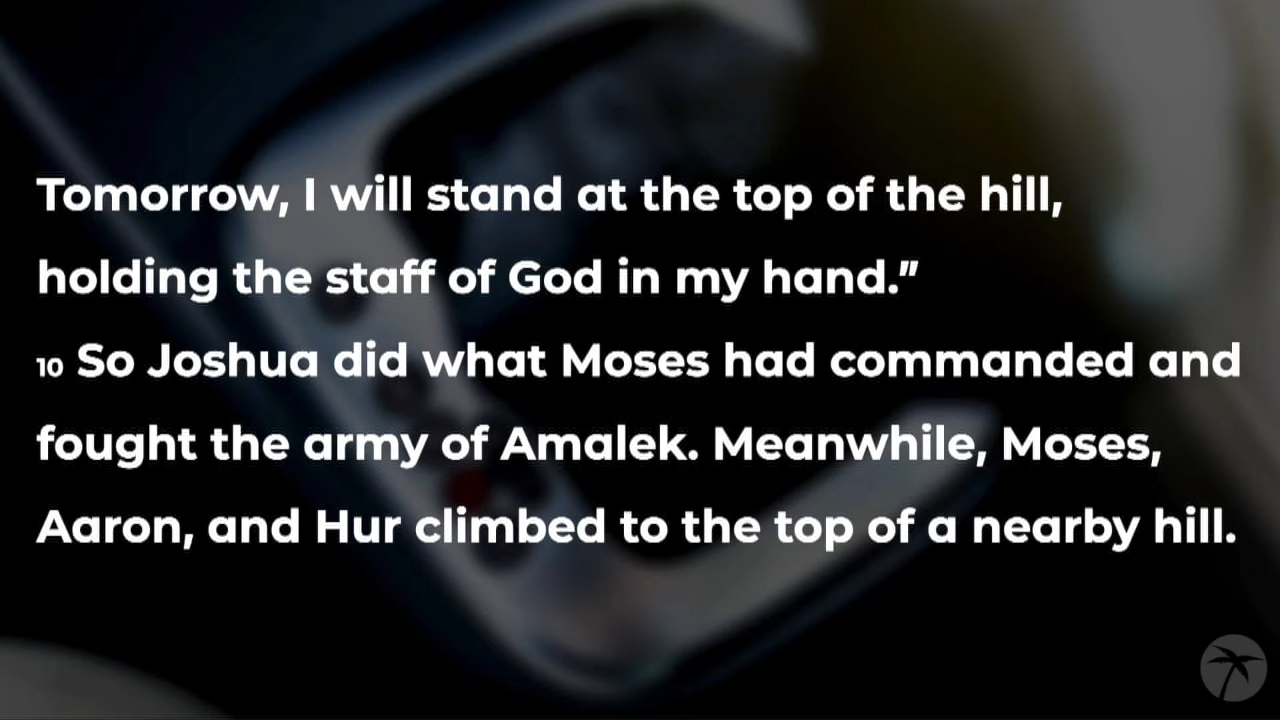 Tomorrow, I will stand at the top of the hill,
holding the staff of God in my hand.”
10 So Joshua did what Moses had commanded and
fought the army of Amalek. Meanwhile, Moses,
Aaron, and Hur climbed to the top of a nearby hill.